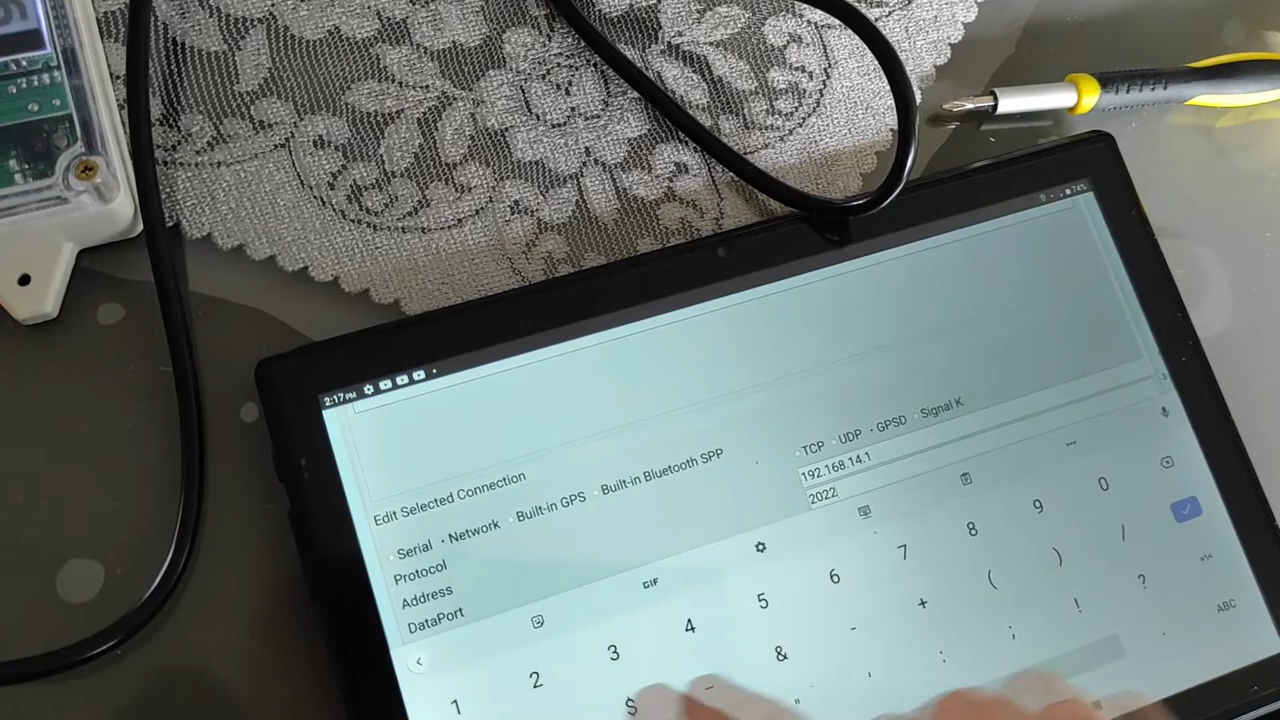 2:17 PM 74%
Edit Selected Connection
Serial Network Built-in GPS Built-in Bluetooth SPP
Protocol TCP UDP GPSD Signal K
Address 192.168.14.1
DataPort 2022
GIF
1 2 3 4 5 6 7 8 9 0
$ _ & - + ( ) /
" ' : ; ! ?
ABC